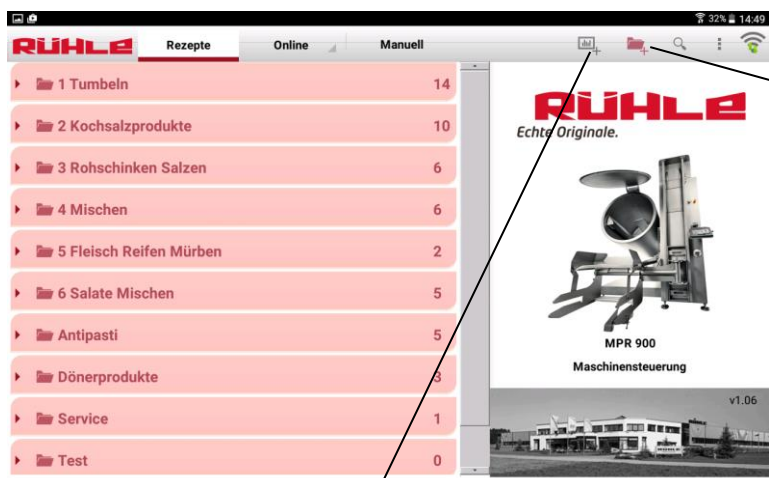 32% 14:49
RÜHLE Rezepte Online Manuell
1 Tumbeln 14
2 Kochsalzprodukte 10
3 Rohschinken Salzen 6
4 Mischen 6
5 Fleisch Reifen Mürben 2
6 Salate Mischen 5
Antipasti 5
Dönerprodukte 3
Service 1
Test 0
RÜHLE
Echte Originale.
MPR 900
Maschinensteuerung
v1.06